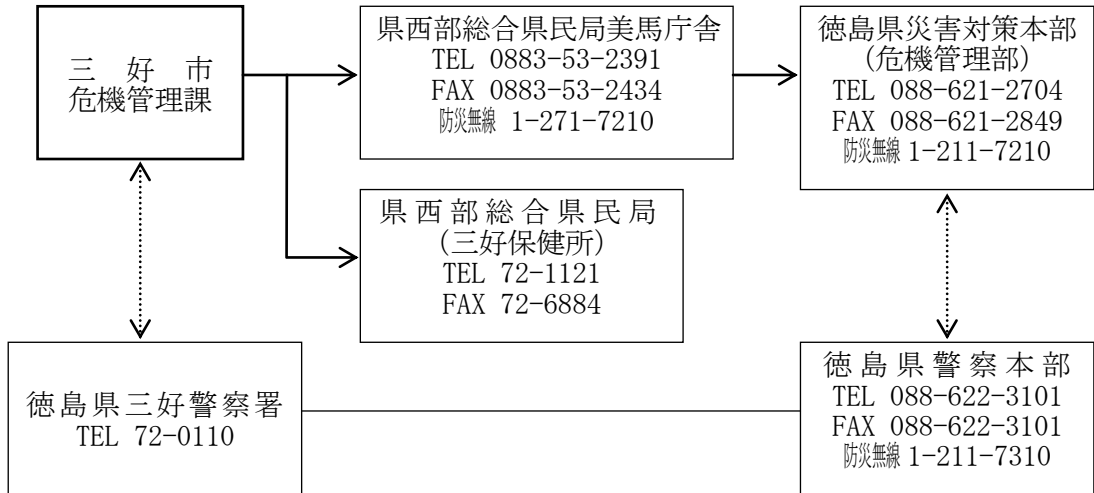 三好市
危機管理課
県西部総合県民局美馬庁舎
TEL 0883-53-2391
FAX 0883-53-2434
防災無線 1-271-7210
徳島県災害対策本部
(危機管理部)
TEL 088-621-2704
FAX 088-621-2849
防災無線 1-211-7210
県西部総合県民局
(三好保健所)
TEL 72-1121
FAX 72-6884
徳島県三好警察署
TEL 72-0110
徳島県警察本部
TEL 088-622-3101
FAX 088-622-3101
防災無線 1-211-7310